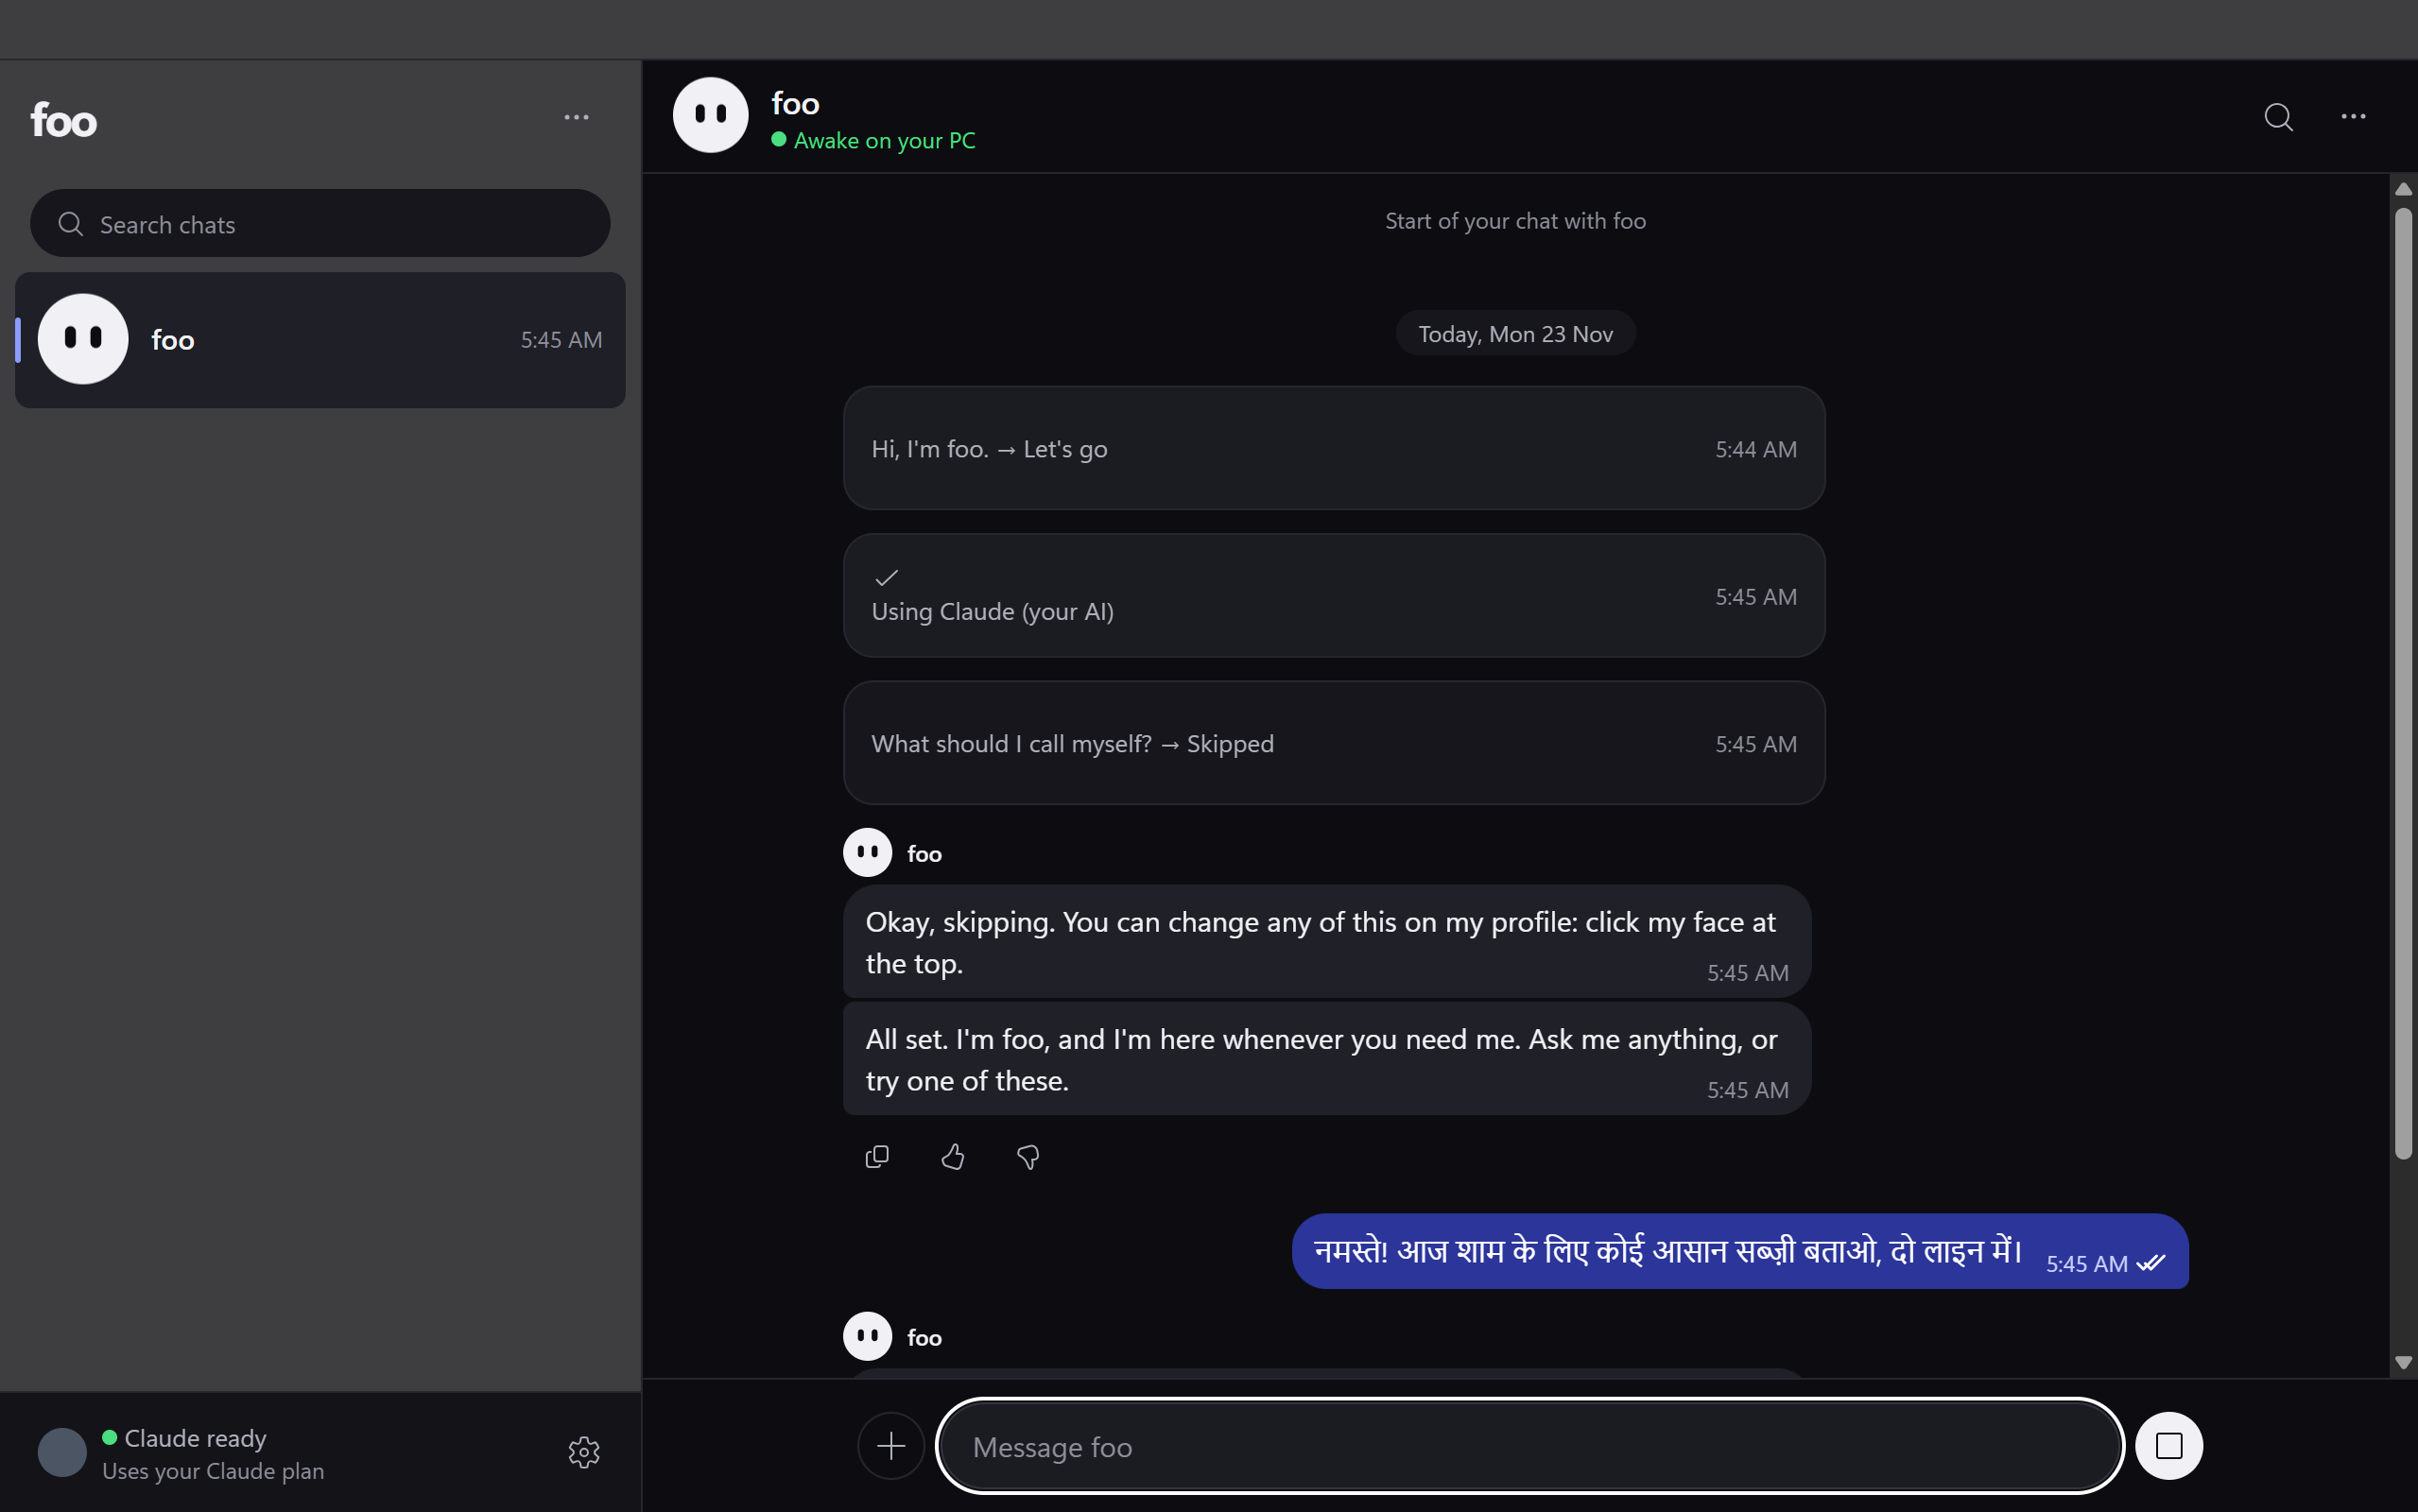 foo
Search chats
foo
5:45 AM
Claude ready
Uses your Claude plan
foo
Awake on your PC
Start of your chat with foo
Today, Mon 23 Nov
Hi, I'm foo. → Let's go
5:44 AM
Using Claude (your AI)
5:45 AM
What should I call myself? → Skipped
5:45 AM
foo
Okay, skipping. You can change any of this on my profile: click my face at
the top.
5:45 AM
All set. I'm foo, and I'm here whenever you need me. Ask me anything, or
try one of these.
5:45 AM
नमस्ते! आज शाम के लिए कोई आसान सब्ज़ी बताओ, दो लाइन में।
5:45 AM
foo
Message foo